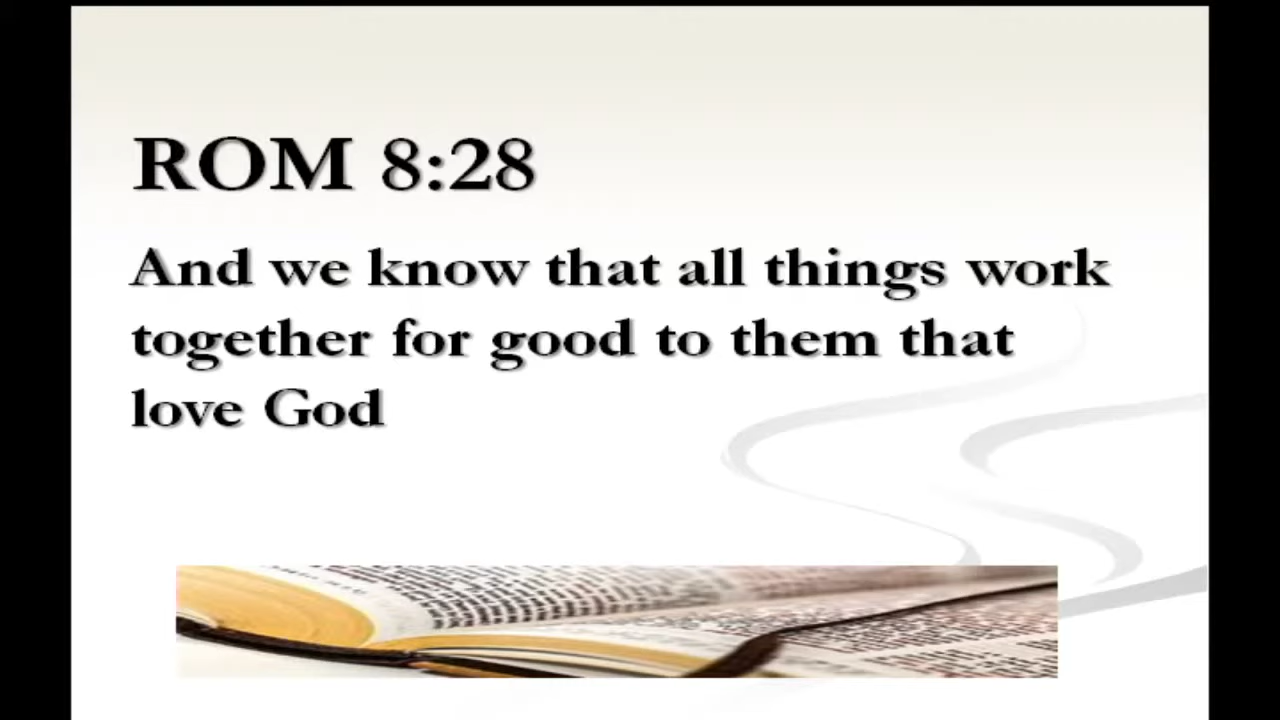 ROM 8:28
And we know that all things work
together for good to them that
love God